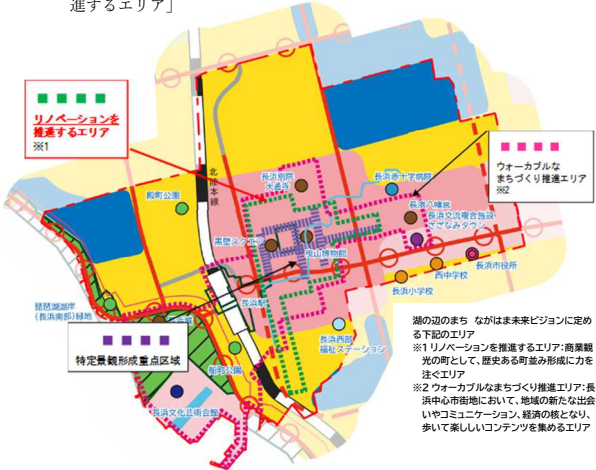 進するエリア」
リノベーションを
推進するエリア
※1
ウォーカブルな
まちづくり推進エリア
※2
北陸本線
長浜別院
大通寺
長浜赤十字病院
殿町公園
長浜八幡宮
長浜交流複合施設
さざなみタウン
黒壁スクエア
曳山博物館
長浜市役所
西中学校
長浜小学校
長浜駅
琵琶湖湖岸
(長浜南部)緑地
特定景観形成重点区域
長浜西部
福祉ステーション
船町公園
長浜文化芸術会館
湖の辺のまち ながはま未来ビジョンに定め
る下記のエリア
※1 リノベーションを推進するエリア:商業観
光の町として、歴史ある町並み形成に力を
注ぐエリア
※2 ウォーカブルなまちづくり推進エリア:長
浜中心市街地において、地域の新たな出会
いやコミュニケーション、経済の核となり、
歩いて楽しいコンテンツを集めるエリア